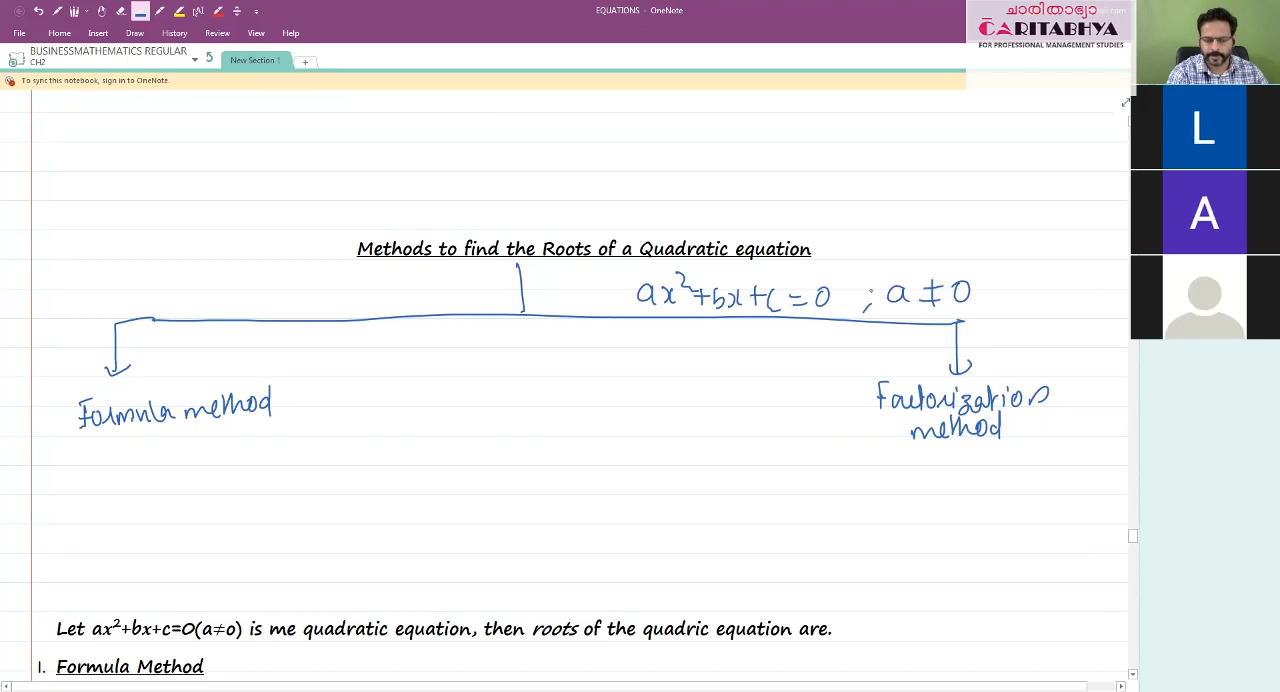 EQUATIONS - OneNote
ചാരിതാഭ്യാ
CARITABHYA
FOR PROFESSIONAL MANAGEMENT STUDIES
File Home Insert Draw History Review View Help
BUSINESSMATHEMATICS REGULAR
CH2
New Section 1
To sync this notebook, sign in to OneNote.
L
A
Methods to find the Roots of a Quadratic equation
ax²+bx+c=0 ; a≠0
Formula method
Factorization
method
Let ax²+bx+c=0(a≠0) is me quadratic equation, then roots of the quadric equation are.
1. Formula Method